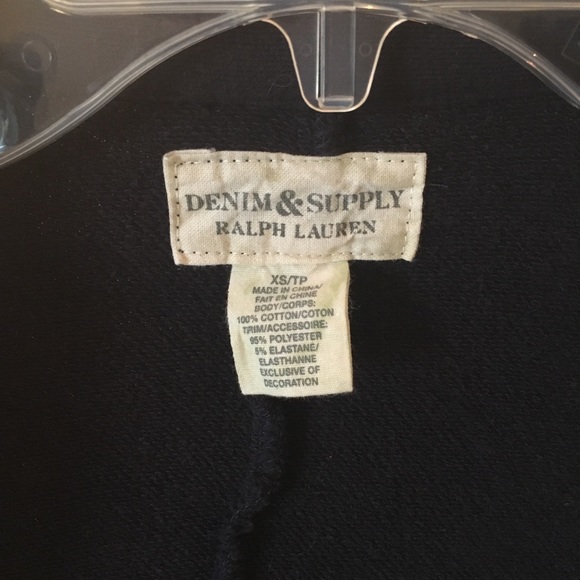 DENIM & SUPPLY
RALPH LAUREN
XS/TP
MADE IN CHINA/
FAIT EN CHINE
BODY/CORPS:
100% COTTON/COTON
TRIM/ACCESSOIRE:
95% POLYESTER
5% ELASTANE/
ELASTHANNE
EXCLUSIVE OF
DECORATION